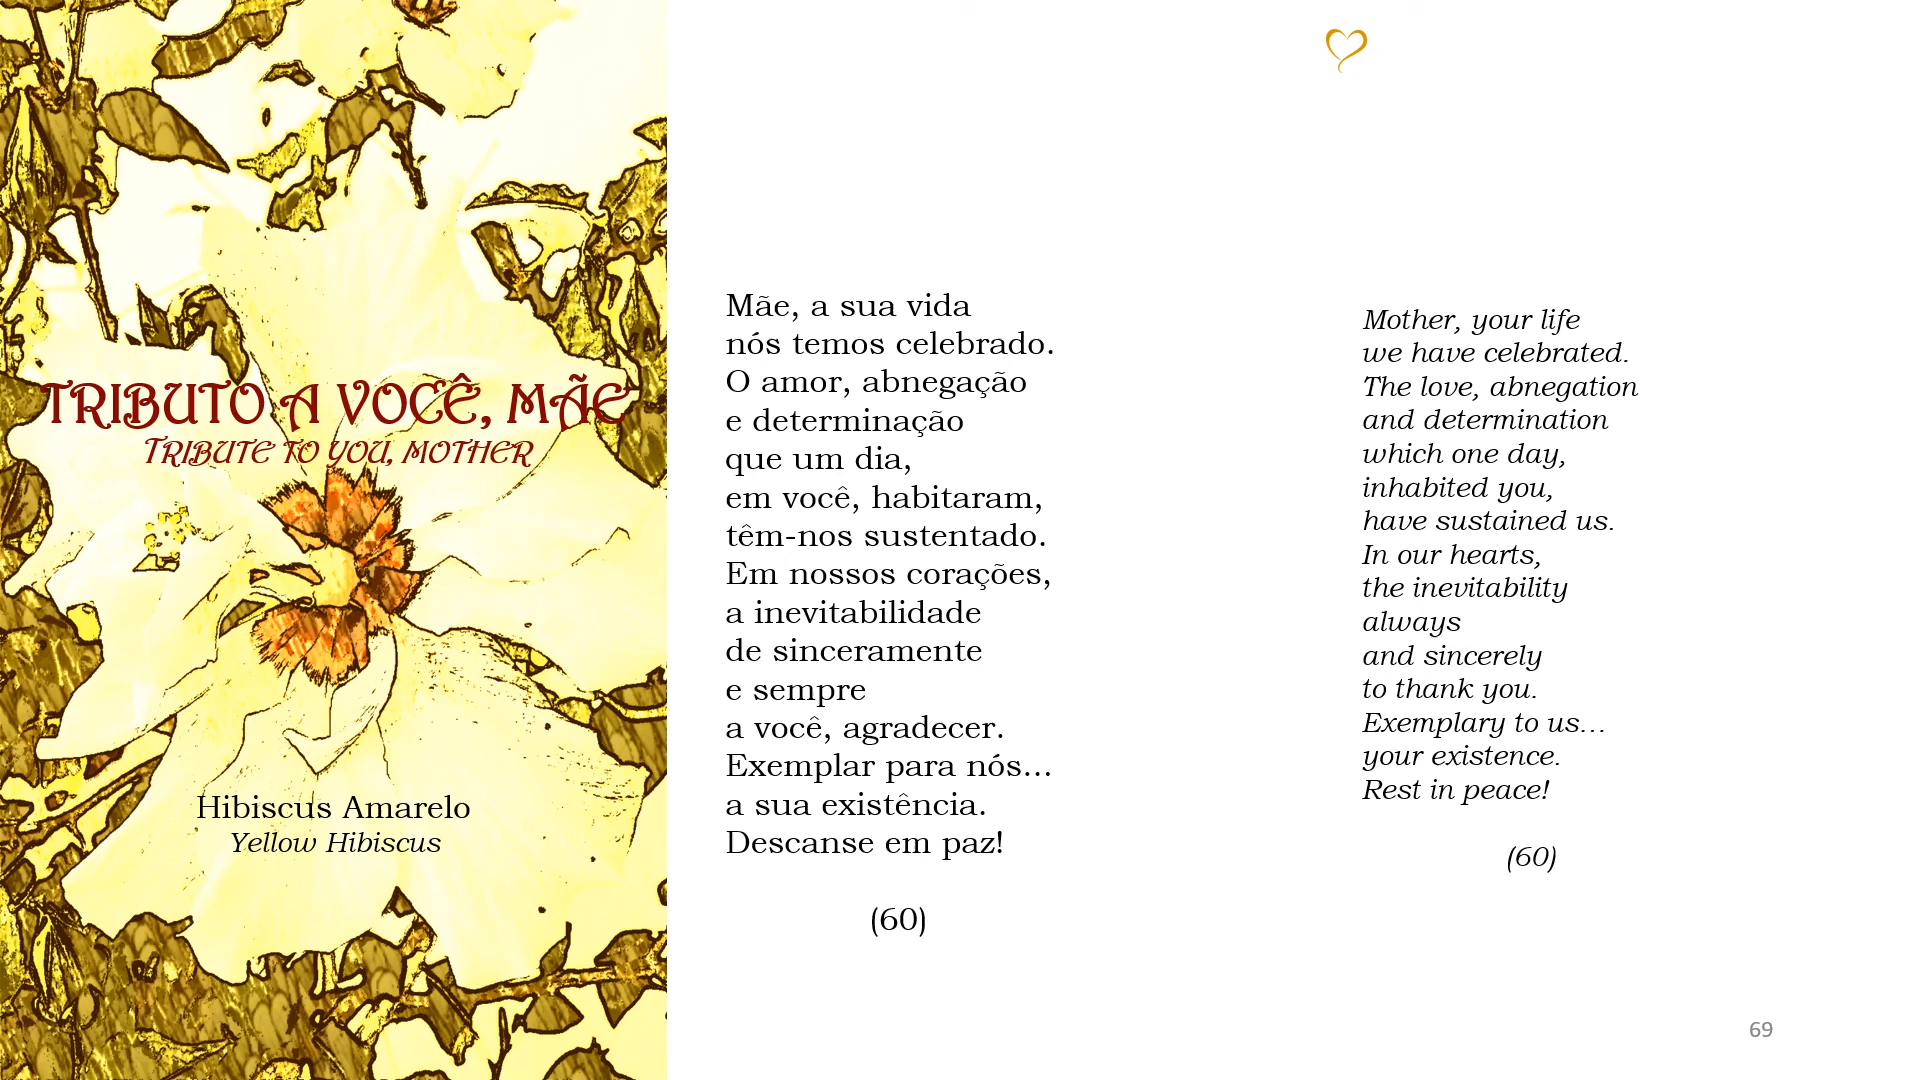 TRIBUTO A VOCÊ, MÃE
TRIBUTE TO YOU, MOTHER
Hibiscus Amarelo
Yellow Hibiscus
Mãe, a sua vida
nós temos celebrado.
O amor, abnegação
e determinação
que um dia,
em você, habitaram,
têm-nos sustentado.
Em nossos corações,
a inevitabilidade
de sinceramente
e sempre
a você, agradecer.
Exemplar para nós...
a sua existência.
Descanse em paz!
(60)
Mother, your life
we have celebrated.
The love, abnegation
and determination
which one day,
inhabited you,
have sustained us.
In our hearts,
the inevitability
always
and sincerely
to thank you.
Exemplary to us...
your existence.
Rest in peace!
(60)
69